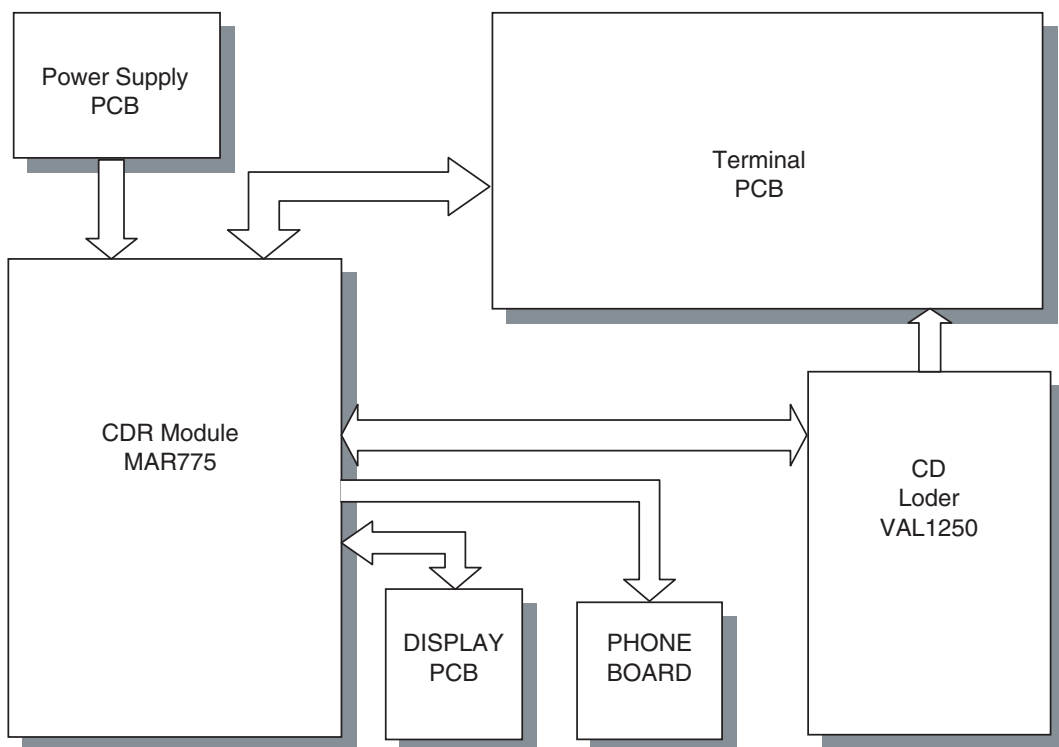 Power Supply
PCB
Terminal
PCB
CDR Module
MAR775
CD
Loder
VAL1250
DISPLAY
PCB
PHONE
BOARD